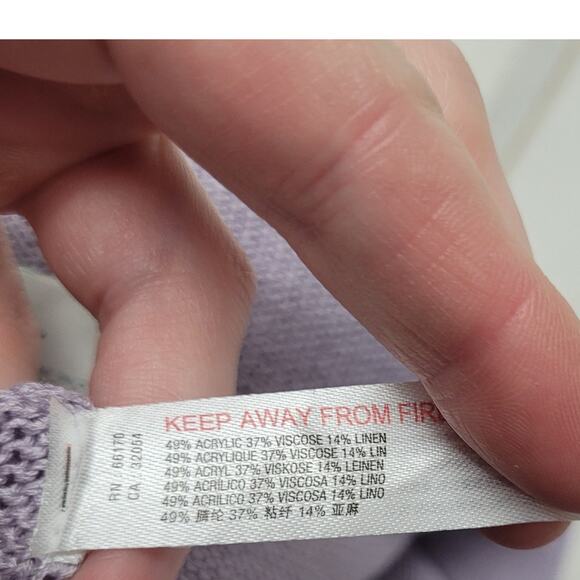 KEEP AWAY FROM FIR
49% ACRYLIC 37% VISCOSE 14% LINEN
49% ACRYLIQUE 37% VISCOSE 14% LIN
49% ACRYL 37% VISKOSE 14% LEINEN
49% ACRILICO 37% VISCOSA 14% LINO
49% ACRÍLICO 37% VISCOSA 14% LINO
49% 腈纶 37% 粘纤 14% 亚麻
RN 66170
CA 32054